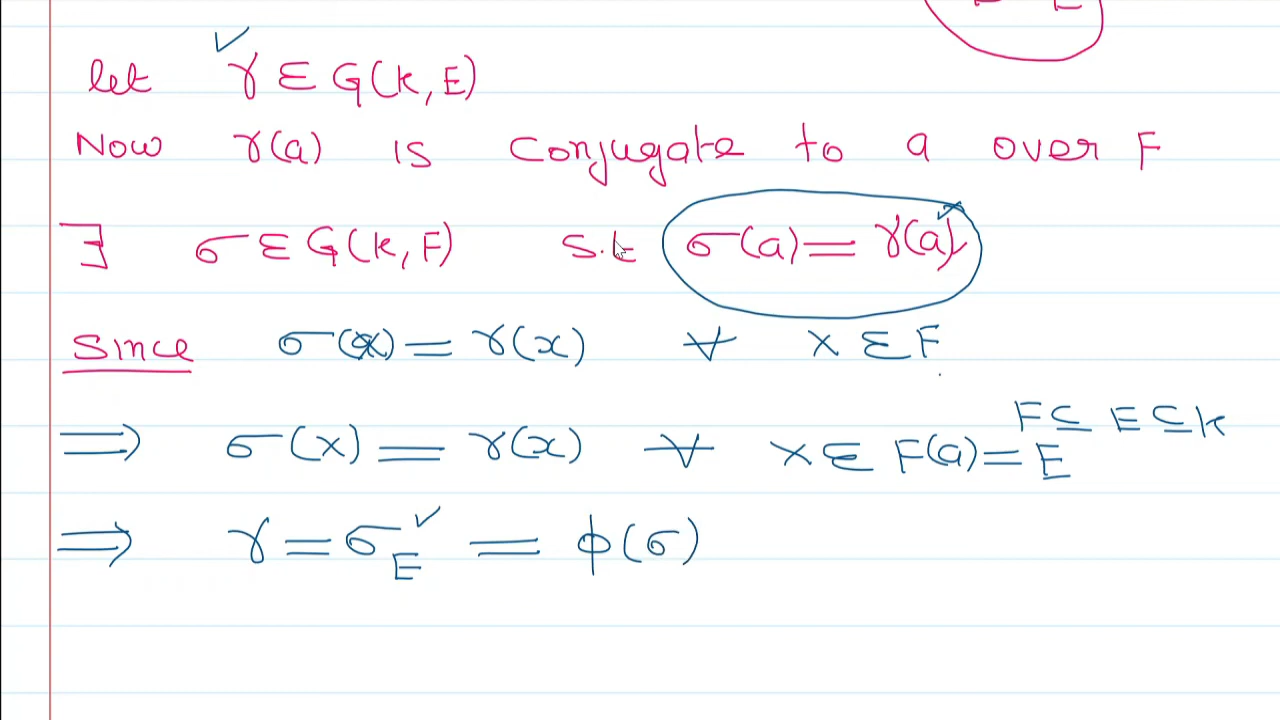 let γ ∈ G(K, E)
Now γ(a) is conjugate to a over F
∃ σ ∈ G(K, F) s.t σ(a) = γ(a)
Since σ(x) = γ(x) ∀ x ∈ F
F ⊆ E ⊆ K
⇒ σ(x) = γ(x) ∀ x ∈ F(a) = E
⇒ γ = σ_E = φ(σ)